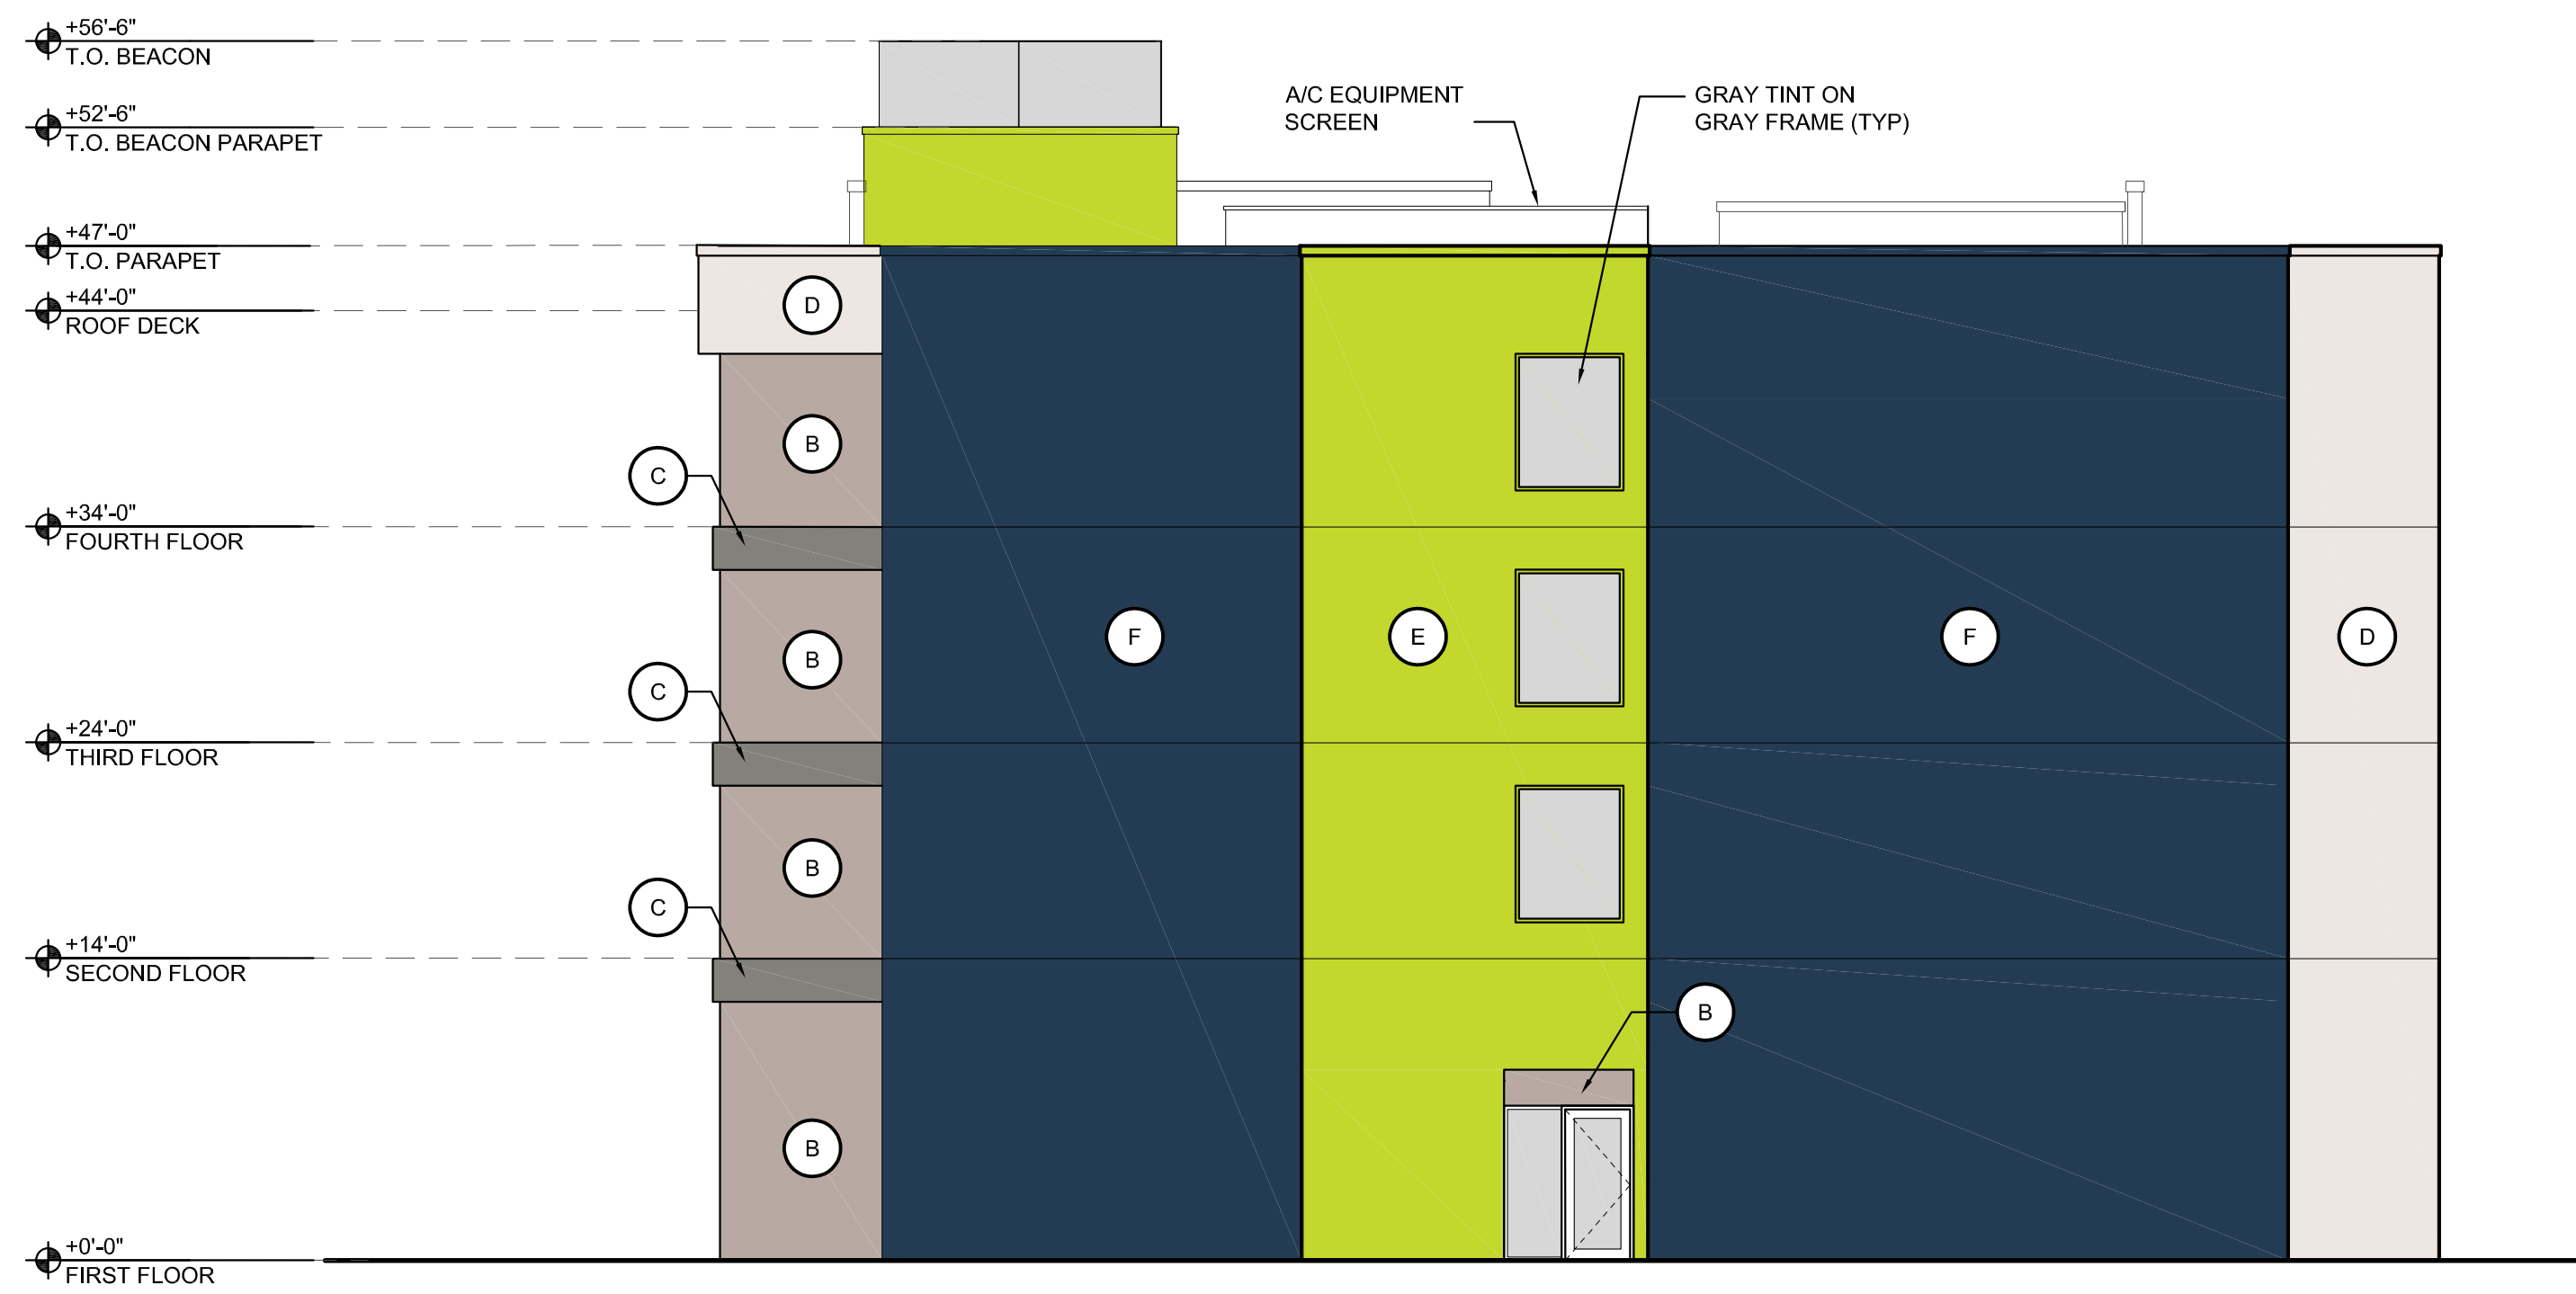 +56'-6"
T.O. BEACON
+52'-6"
T.O. BEACON PARAPET
A/C EQUIPMENT
SCREEN
GRAY TINT ON
GRAY FRAME (TYP)
+47'-0"
T.O. PARAPET
+44'-0"
ROOF DECK
D
B
C
+34'-0"
FOURTH FLOOR
F
E
F
D
B
C
+24'-0"
THIRD FLOOR
B
C
+14'-0"
SECOND FLOOR
B
B
+0'-0"
FIRST FLOOR